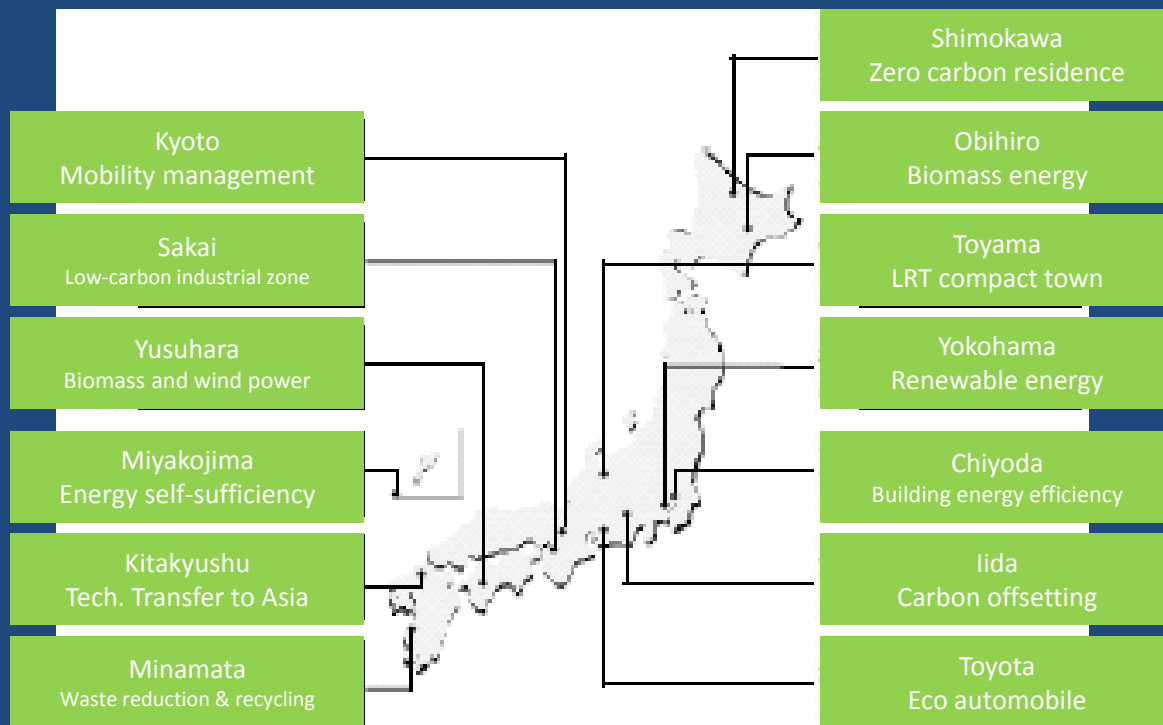 Kyoto
Mobility management
Sakai
Low-carbon industrial zone
Yusuhara
Biomass and wind power
Miyakojima
Energy self-sufficiency
Kitakyushu
Tech. Transfer to Asia
Minamata
Waste reduction & recycling
Shimokawa
Zero carbon residence
Obihiro
Biomass energy
Toyama
LRT compact town
Yokohama
Renewable energy
Chiyoda
Building energy efficiency
Iida
Carbon offsetting
Toyota
Eco automobile